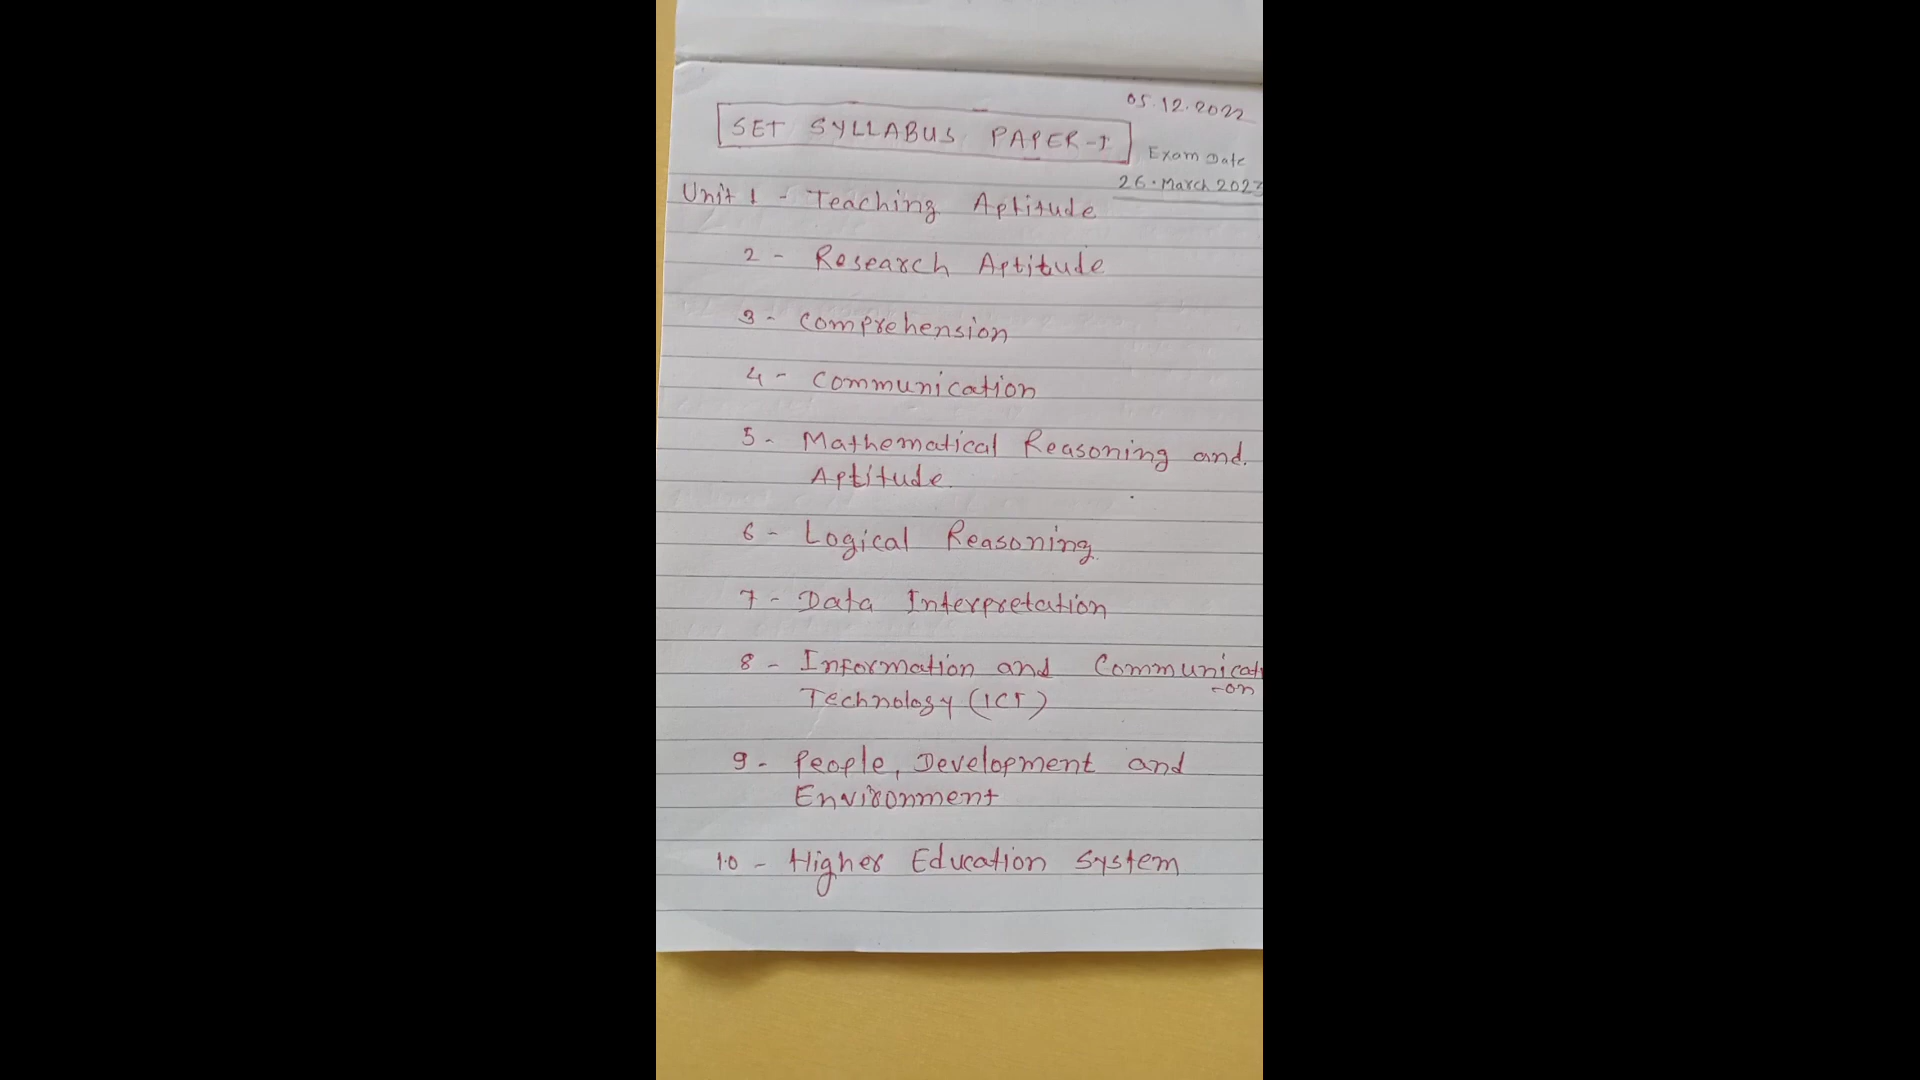 05.12.2022
SET SYLLABUS PAPER-I
Exam Date
26.March 2023
Unit 1 - Teaching Aptitude
2 - Research Aptitude
3 - Comprehension
4 - Communication
5 - Mathematical Reasoning and
Aptitude.
6 - Logical Reasoning.
7 - Data Interpretation
8 - Information and Communicati
-on
Technology (ICT)
9 - People, Development and
Environment
10 - Higher Education System